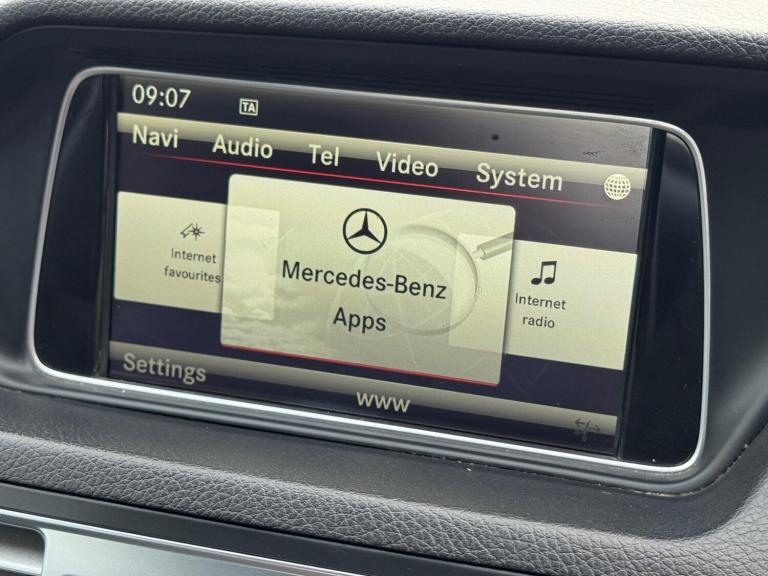 09:07 TA
Navi Audio Tel Video System
Internet
favourites
Mercedes-Benz
Apps
Internet
radio
Settings
www